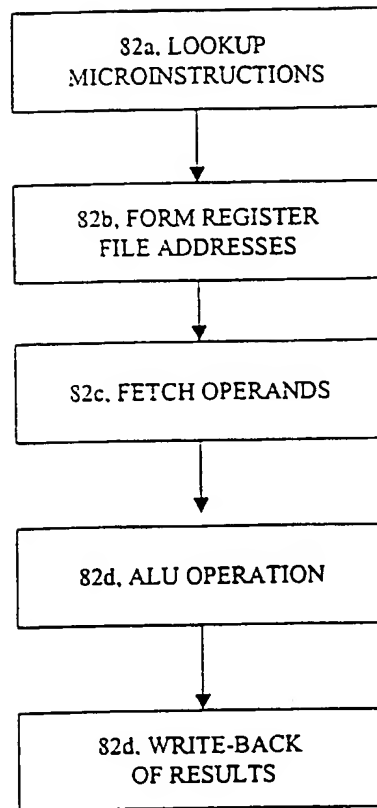 82a. LOOKUP
MICROINSTRUCTIONS
82b. FORM REGISTER
FILE ADDRESSES
82c. FETCH OPERANDS
82d. ALU OPERATION
82d. WRITE-BACK
OF RESULTS